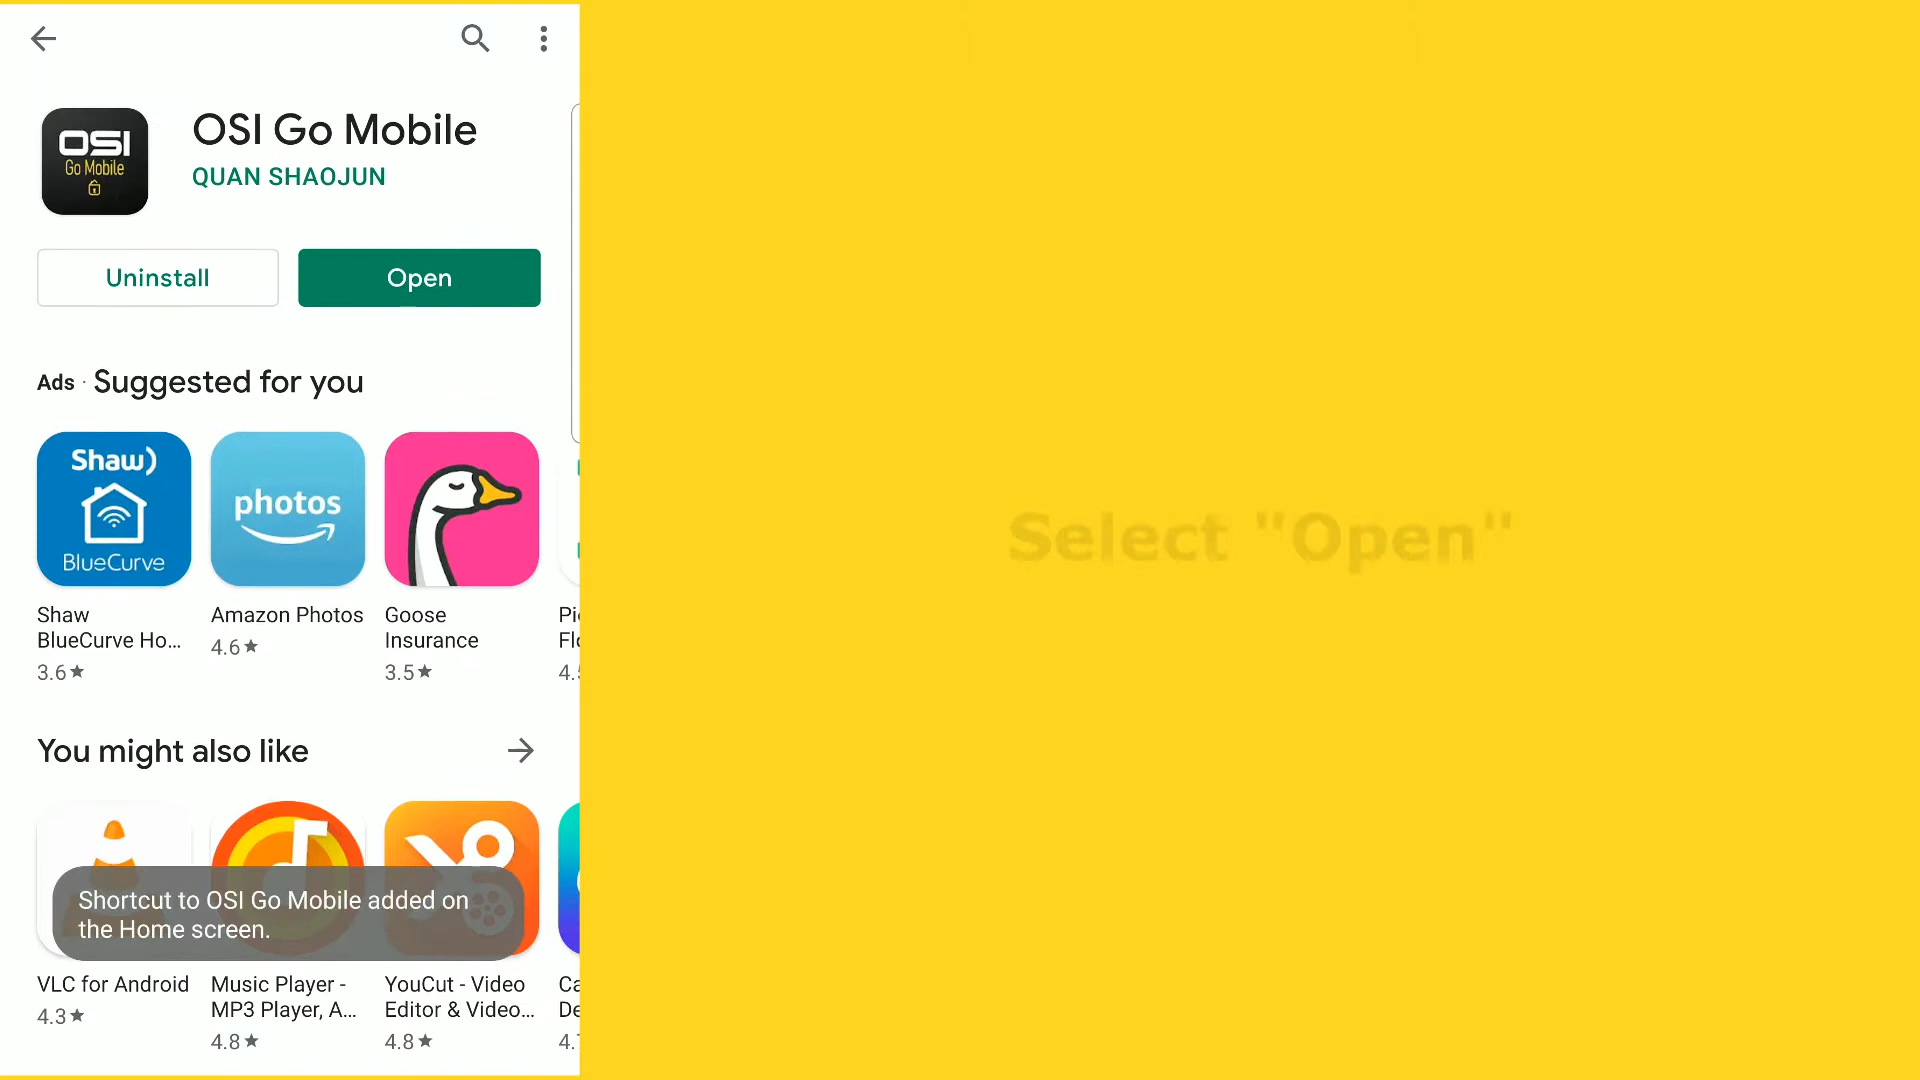 OSI Go Mobile
QUAN SHAOJUN
OSI
Go Mobile
Uninstall
Open
Ads · Suggested for you
Shaw)
BlueCurve
photos
Shaw
BlueCurve Ho...
3.6★
Amazon Photos
4.6★
Goose
Insurance
3.5★
You might also like
Shortcut to OSI Go Mobile added on
the Home screen.
VLC for Android
4.3★
Music Player -
MP3 Player, A...
4.8★
YouCut - Video
Editor & Video...
4.8★
Select "Open"